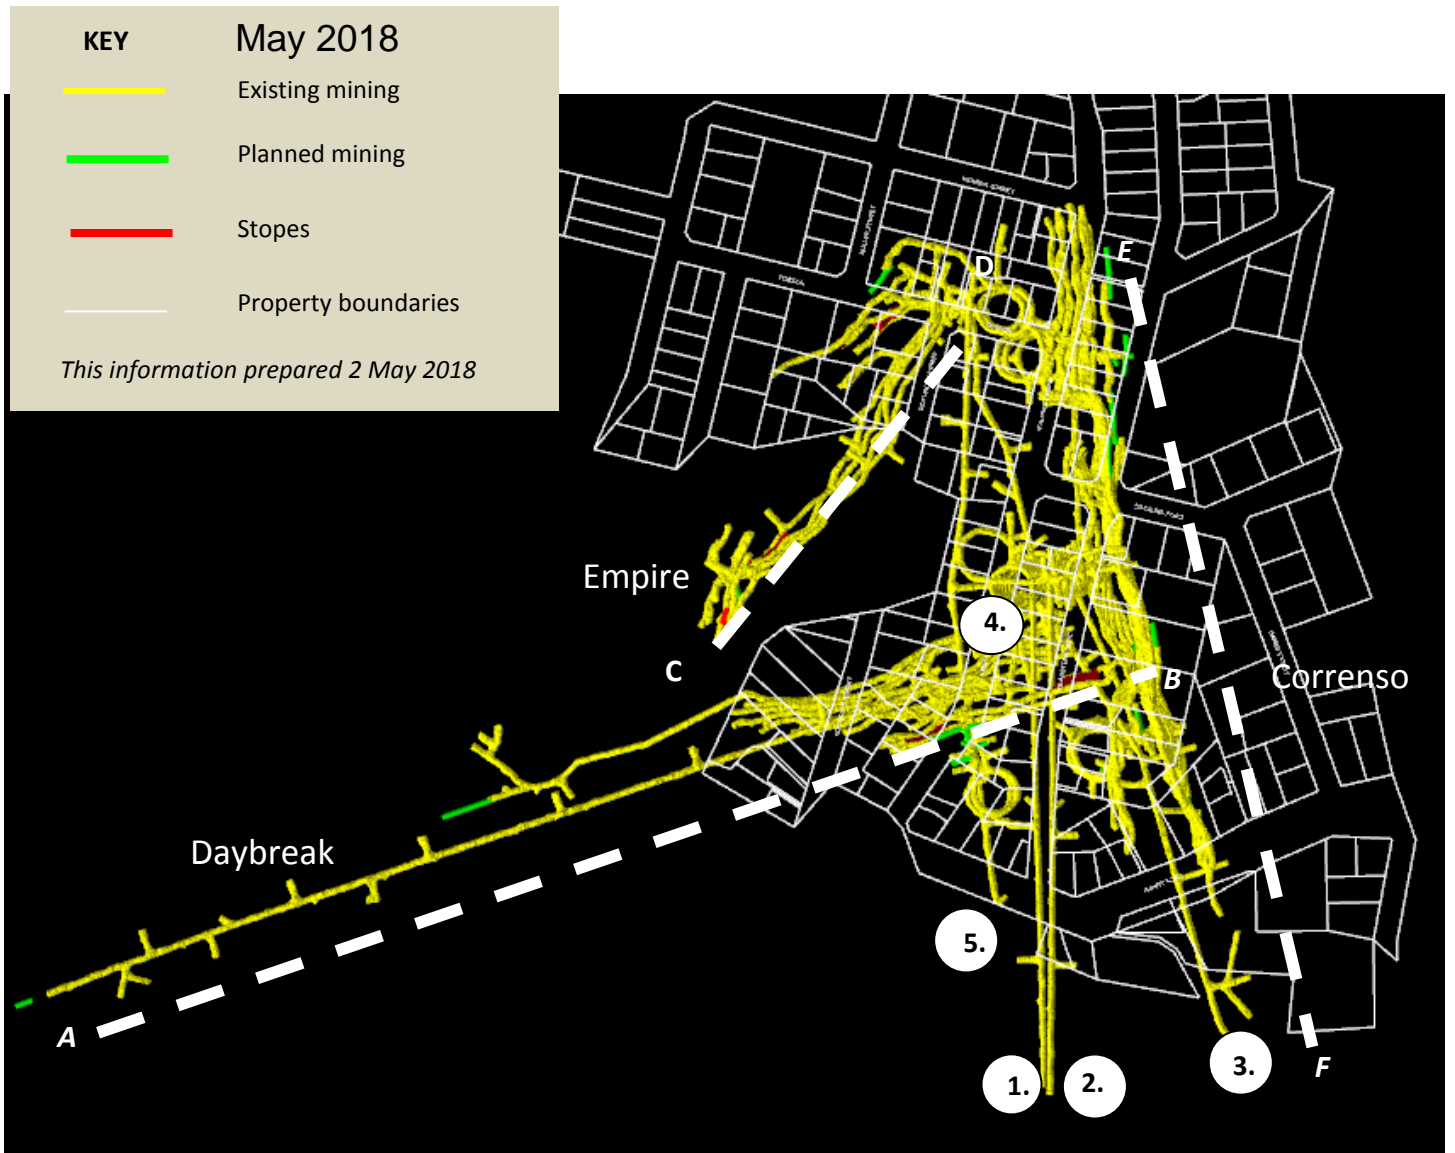 KEY
May 2018
Existing mining
Planned mining
Stopes
Property boundaries
This information prepared 2 May 2018
E
D
Empire
4.
C
B
Correnso
Daybreak
5.
A
1.
2.
3.
F